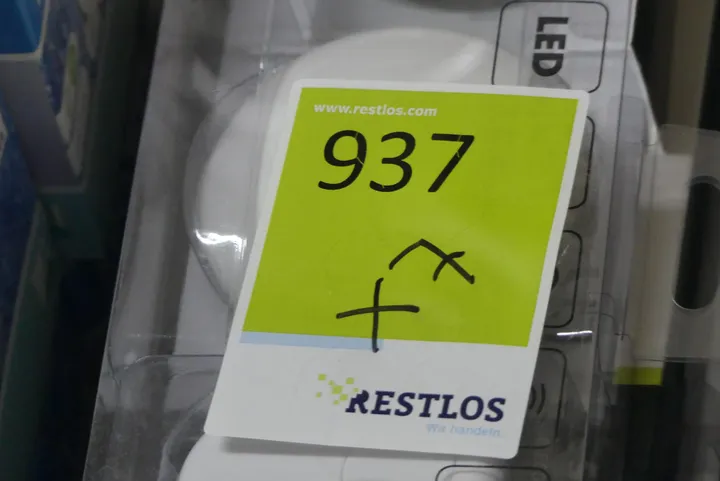 LED
www.restlos.com
937
RESTLOS
Wir handeln.